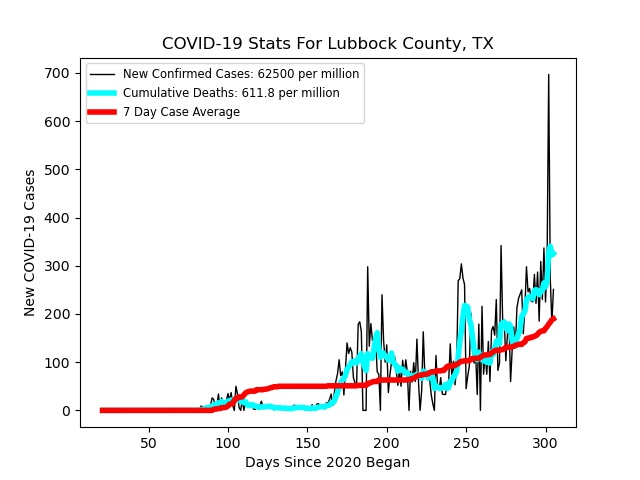 COVID-19 Stats For Lubbock County, TX
New Confirmed Cases: 62500 per million
Cumulative Deaths: 611.8 per million
7 Day Case Average
New COVID-19 Cases
700
600
500
400
300
200
100
0
50 100 150 200 250 300
Days Since 2020 Began